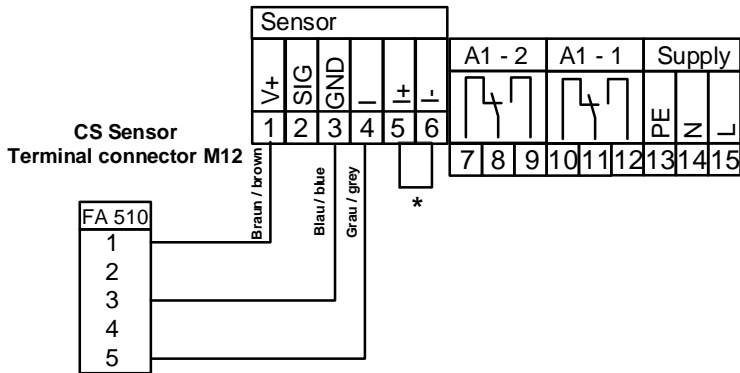 Sensor
A1 - 2 A1 - 1 Supply
V+ SIG GND I I+ I-
PE N L
1 2 3 4 5 6
7 8 9 10 11 12 13 14 15
CS Sensor
Terminal connector M12
Braun / brown
Blau / blue
Grau / grey
*
FA 510
1
2
3
4
5